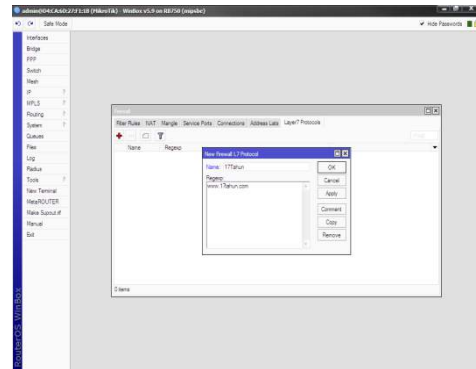 admin@D4:CA:6D:27:F1:18 (MikroTik) - WinBox v5.9 on RB750 (mipsbe)
Safe Mode
Hide Passwords
Interfaces
Bridge
PPP
Switch
Mesh
IP
MPLS
Routing
System
Queues
Files
Log
Radius
Tools
New Terminal
MetaROUTER
Make Supout.rif
Manual
Exit
RouterOS WinBox
Firewall
Filter Rules NAT Mangle Service Ports Connections Address Lists Layer7 Protocols
Find
Name Regexp
New Firewall L7 Protocol
Name: 17Tahun
Regexp:
www.17tahun.com
OK
Cancel
Apply
Comment
Copy
Remove
0 items